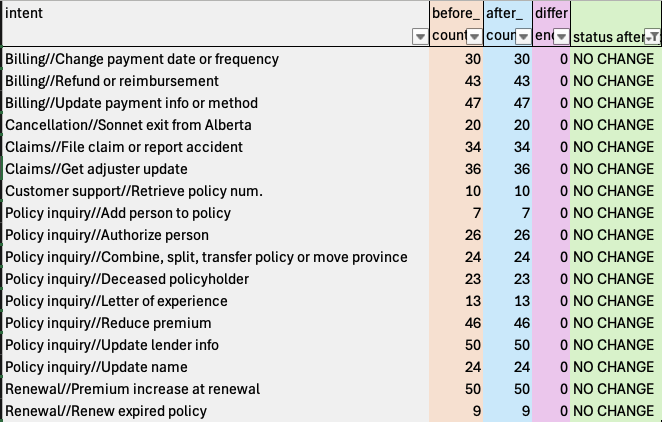 intent before_ after_ differ
count coun enc status after
Billing//Change payment date or frequency 30 30 0 NO CHANGE
Billing//Refund or reimbursement 43 43 0 NO CHANGE
Billing//Update payment info or method 47 47 0 NO CHANGE
Cancellation//Sonnet exit from Alberta 20 20 0 NO CHANGE
Claims//File claim or report accident 34 34 0 NO CHANGE
Claims//Get adjuster update 36 36 0 NO CHANGE
Customer support//Retrieve policy num. 10 10 0 NO CHANGE
Policy inquiry//Add person to policy 7 7 0 NO CHANGE
Policy inquiry//Authorize person 26 26 0 NO CHANGE
Policy inquiry//Combine, split, transfer policy or move province 24 24 0 NO CHANGE
Policy inquiry//Deceased policyholder 23 23 0 NO CHANGE
Policy inquiry//Letter of experience 13 13 0 NO CHANGE
Policy inquiry//Reduce premium 46 46 0 NO CHANGE
Policy inquiry//Update lender info 50 50 0 NO CHANGE
Policy inquiry//Update name 24 24 0 NO CHANGE
Renewal//Premium increase at renewal 50 50 0 NO CHANGE
Renewal//Renew expired policy 9 9 0 NO CHANGE